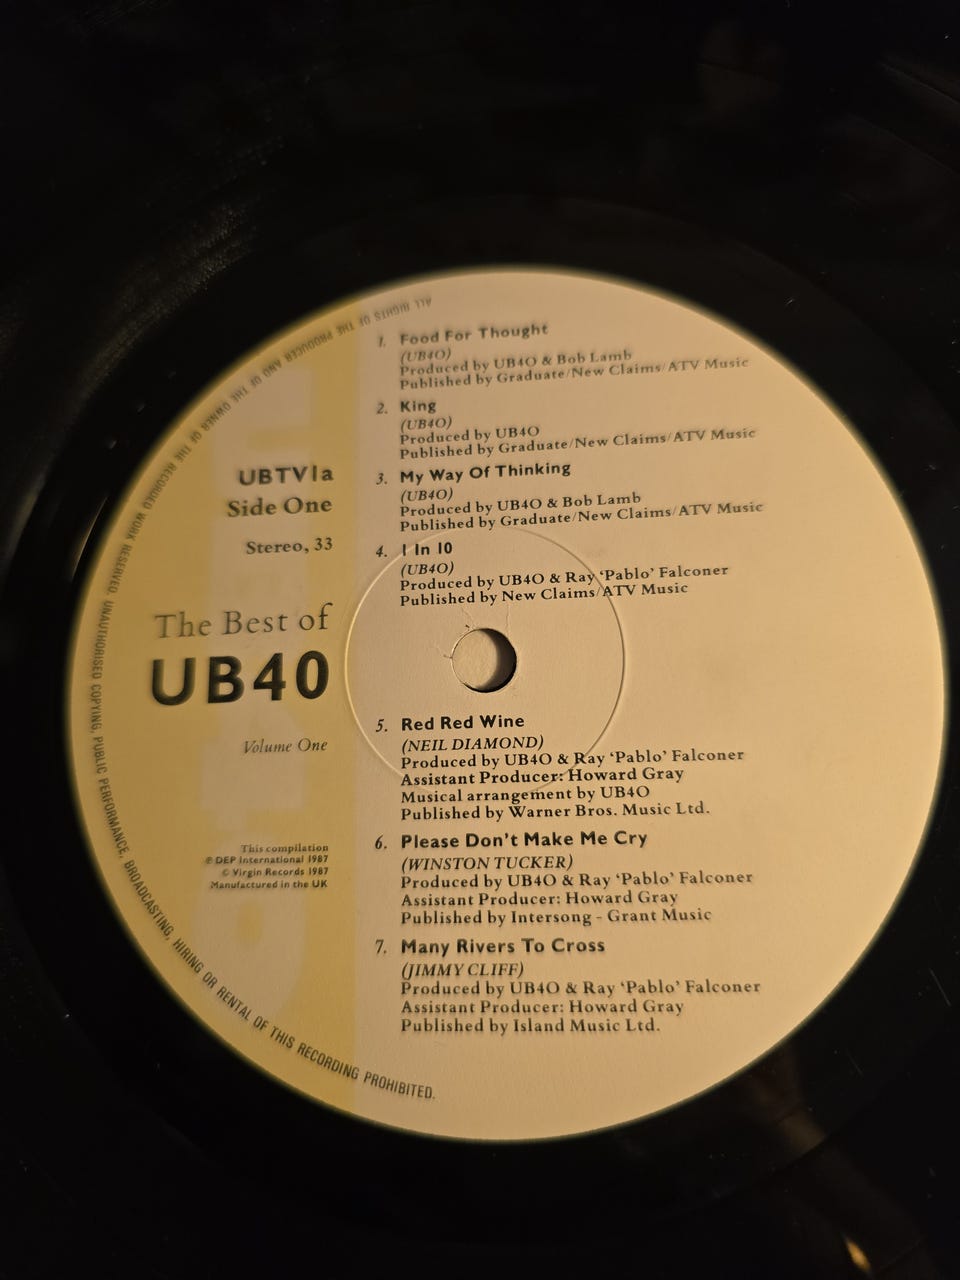 ALL RIGHTS OF THE PRODUCER AND OF THE OWNER OF THE RECORDED WORK RESERVED. UNAUTHORISED COPYING, PUBLIC PERFORMANCE, BROADCASTING, HIRING OR RENTAL OF THIS RECORDING PROHIBITED.
UBTV1a
Side One
Stereo, 33
The Best of
UB40
Volume One
This compilation
℗ DEP International 1987
© Virgin Records 1987
Manufactured in the UK
1. Food For Thought
(UB40)
Produced by UB40 & Bob Lamb
Published by Graduate/New Claims/ATV Music
2. King
(UB40)
Produced by UB40
Published by Graduate/New Claims/ATV Music
3. My Way Of Thinking
(UB40)
Produced by UB40 & Bob Lamb
Published by Graduate/New Claims/ATV Music
4. 1 In 10
(UB40)
Produced by UB40 & Ray ‘Pablo’ Falconer
Published by New Claims/ATV Music
5. Red Red Wine
(NEIL DIAMOND)
Produced by UB40 & Ray ‘Pablo’ Falconer
Assistant Producer: Howard Gray
Musical arrangement by UB40
Published by Warner Bros. Music Ltd.
6. Please Don't Make Me Cry
(WINSTON TUCKER)
Produced by UB40 & Ray ‘Pablo’ Falconer
Assistant Producer: Howard Gray
Published by Intersong - Grant Music
7. Many Rivers To Cross
(JIMMY CLIFF)
Produced by UB40 & Ray ‘Pablo’ Falconer
Assistant Producer: Howard Gray
Published by Island Music Ltd.